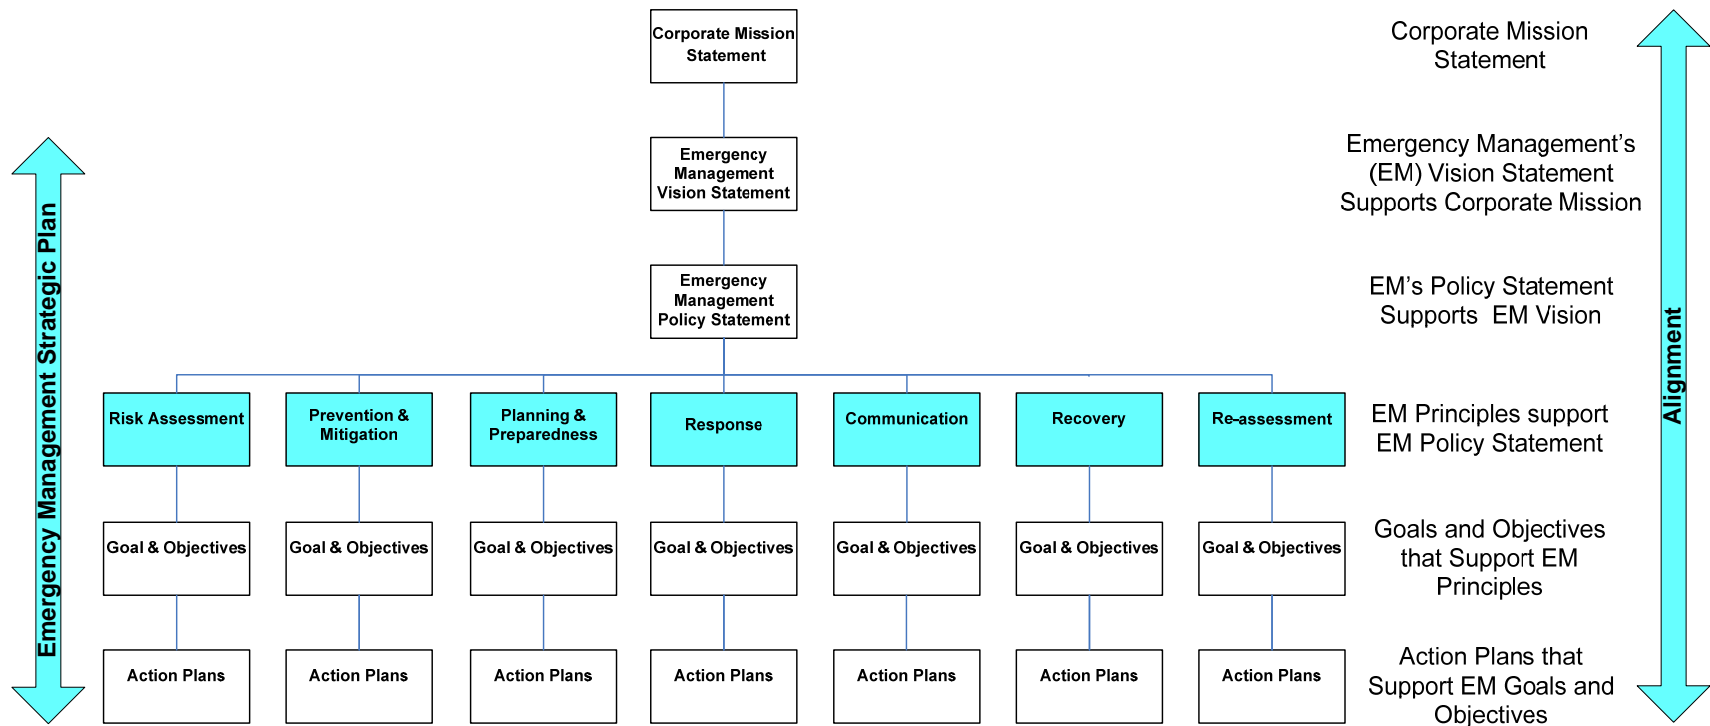 Corporate Mission
Statement
Corporate Mission
Statement
Emergency
Management
Vision Statement
Emergency Management’s
(EM) Vision Statement
Supports Corporate Mission
Emergency
Management
Policy Statement
EM’s Policy Statement
Supports EM Vision
Emergency Management Strategic Plan
Alignment
Risk Assessment
Prevention &
Mitigation
Planning &
Preparedness
Response
Communication
Recovery
Re-assessment
EM Principles support
EM Policy Statement
Goal & Objectives
Goal & Objectives
Goal & Objectives
Goal & Objectives
Goal & Objectives
Goal & Objectives
Goal & Objectives
Goals and Objectives
that Support EM
Principles
Action Plans
Action Plans
Action Plans
Action Plans
Action Plans
Action Plans
Action Plans
Action Plans that
Support EM Goals and
Objectives